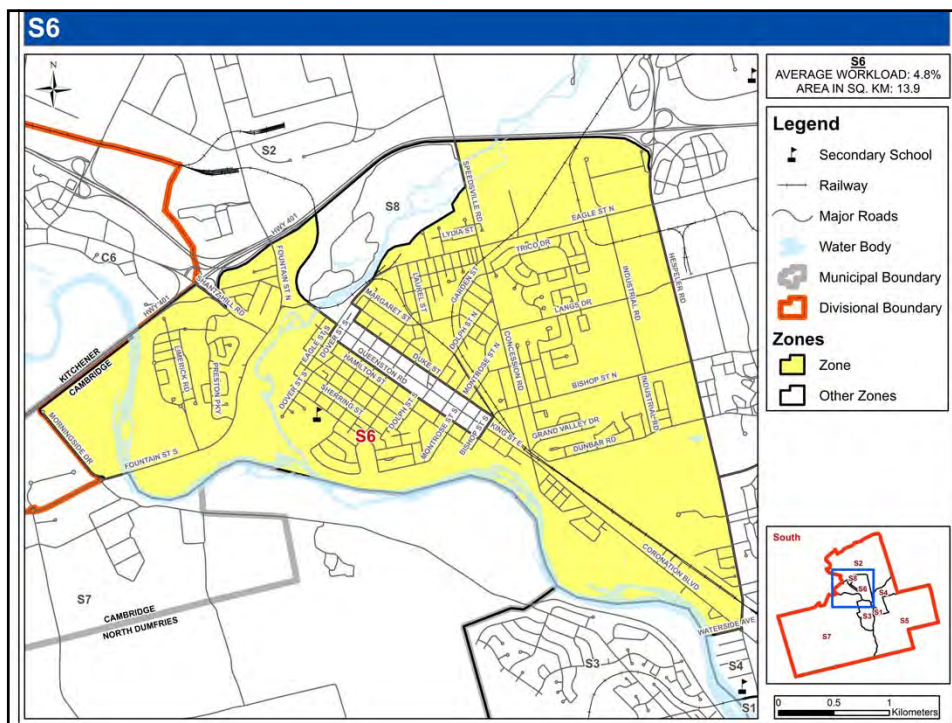 S6
N
S2
S8
C6
HWY 401
HWY 401
SHANTZHILL RD
FOUNTAIN ST N
SPEEDSVILLE RD
LYDIA ST
EAGLE ST N
TRICO DR
HESPELER RD
LAUREL ST
GARDEN ST
MARGARET ST
LANGS DR
INDUSTRIAL RD
DOLPH ST N
KITCHENER
CAMBRIDGE
LIMERICK RD
PRESTON PKY
EAGLE ST S
DOVER ST S
DUKE ST
QUEENSTON RD
HAMILTON ST
MONTROSE ST N
CONCESSION RD
BISHOP ST N
INDUSTRIAL RD
DOVER ST S
SHERRING ST
DOLPH ST S
MORNINGSIDE DR
S6
MONTROSE ST S
BISHOP ST S
KING ST E
GRAND VALLEY DR
DUNBAR RD
FOUNTAIN ST S
CORONATION BLVD
S7
CAMBRIDGE
NORTH DUMFRIES
WATERSIDE AVE
S3
S4
S1
S6
AVERAGE WORKLOAD: 4.8%
AREA IN SQ. KM: 13.9
Legend
Secondary School
Railway
Major Roads
Water Body
Municipal Boundary
Divisional Boundary
Zones
Zone
Other Zones
South
S2
S8
S6
S4
S1
S3
S5
S7
0 0.5 1
Kilometers